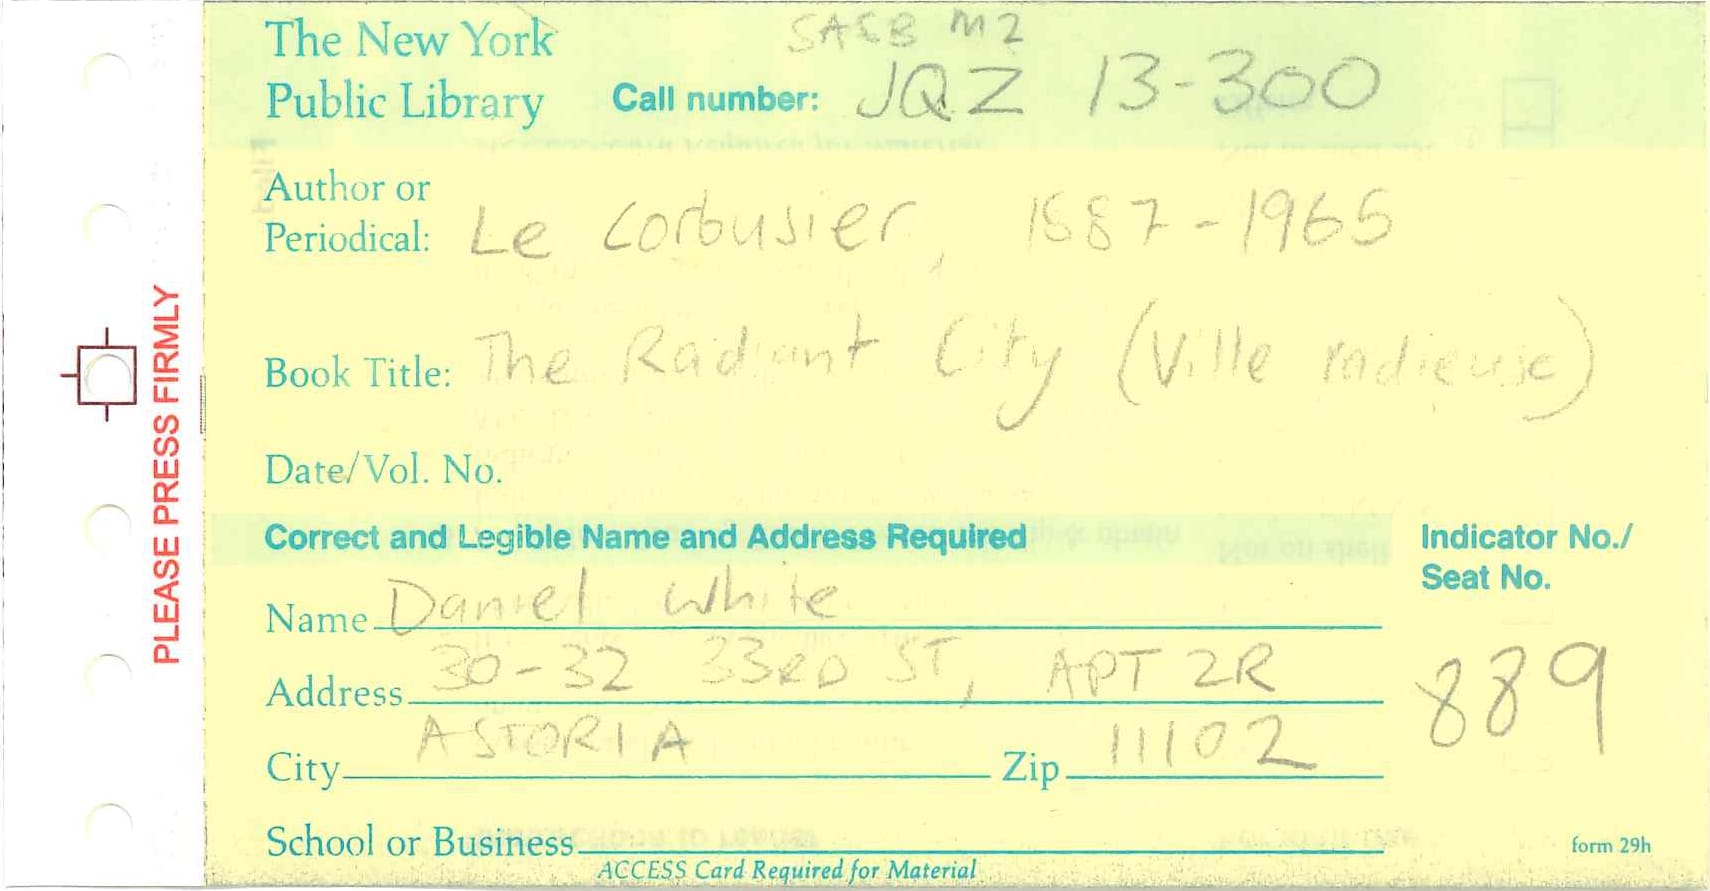 The New York
Public Library
SASB M2
Call number: JQZ 13-300
Author or
Periodical: Le Corbusier, 1887-1965
Book Title: The Radiant City (Ville radieuse)
Date/Vol. No.
Correct and Legible Name and Address Required
Indicator No./
Seat No.
Name Daniel White
Address 30-32 33RD ST, APT 2R
889
City ASTORIA Zip 11102
School or Business
ACCESS Card Required for Material
form 29h
PLEASE PRESS FIRMLY